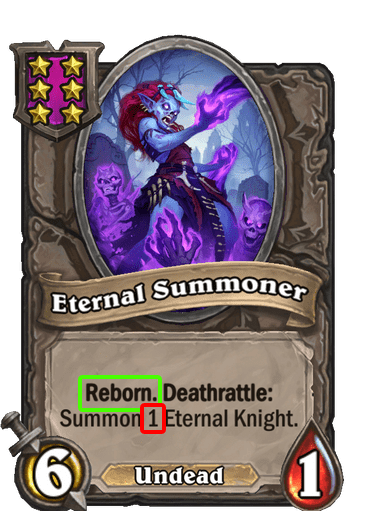 Eternal Summoner
Reborn. Deathrattle:
Summon 1 Eternal Knight.
6
Undead
1